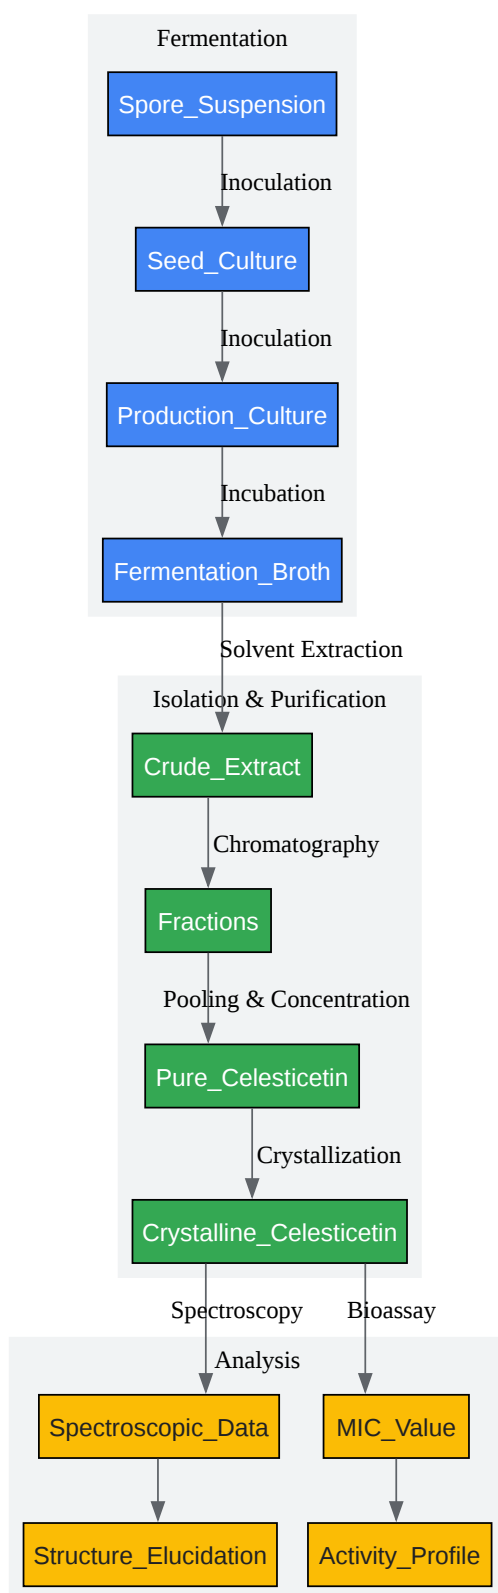 Fermentation
Spore_Suspension
Inoculation
Seed_Culture
Inoculation
Production_Culture
Incubation
Fermentation_Broth
Solvent Extraction
Isolation & Purification
Crude_Extract
Chromatography
Fractions
Pooling & Concentration
Pure_Celesticetin
Crystallization
Crystalline_Celesticetin
Spectroscopy
Bioassay
Analysis
Spectroscopic_Data
MIC_Value
Structure_Elucidation
Activity_Profile